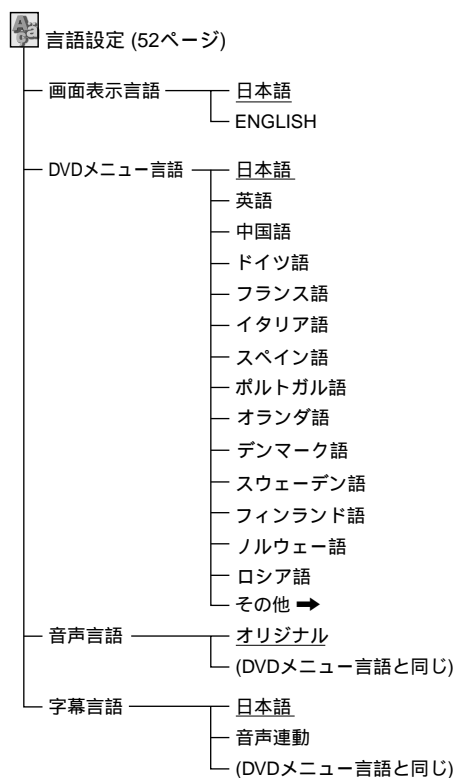 言語設定 (52ページ)
画面表示言語 日本語
ENGLISH
DVDメニュー言語 日本語
英語
中国語
ドイツ語
フランス語
イタリア語
スペイン語
ポルトガル語
オランダ語
デンマーク語
スウェーデン語
フィンランド語
ノルウェー語
ロシア語
その他 ➡
音声言語 オリジナル
(DVDメニュー言語と同じ)
字幕言語 日本語
音声連動
(DVDメニュー言語と同じ)